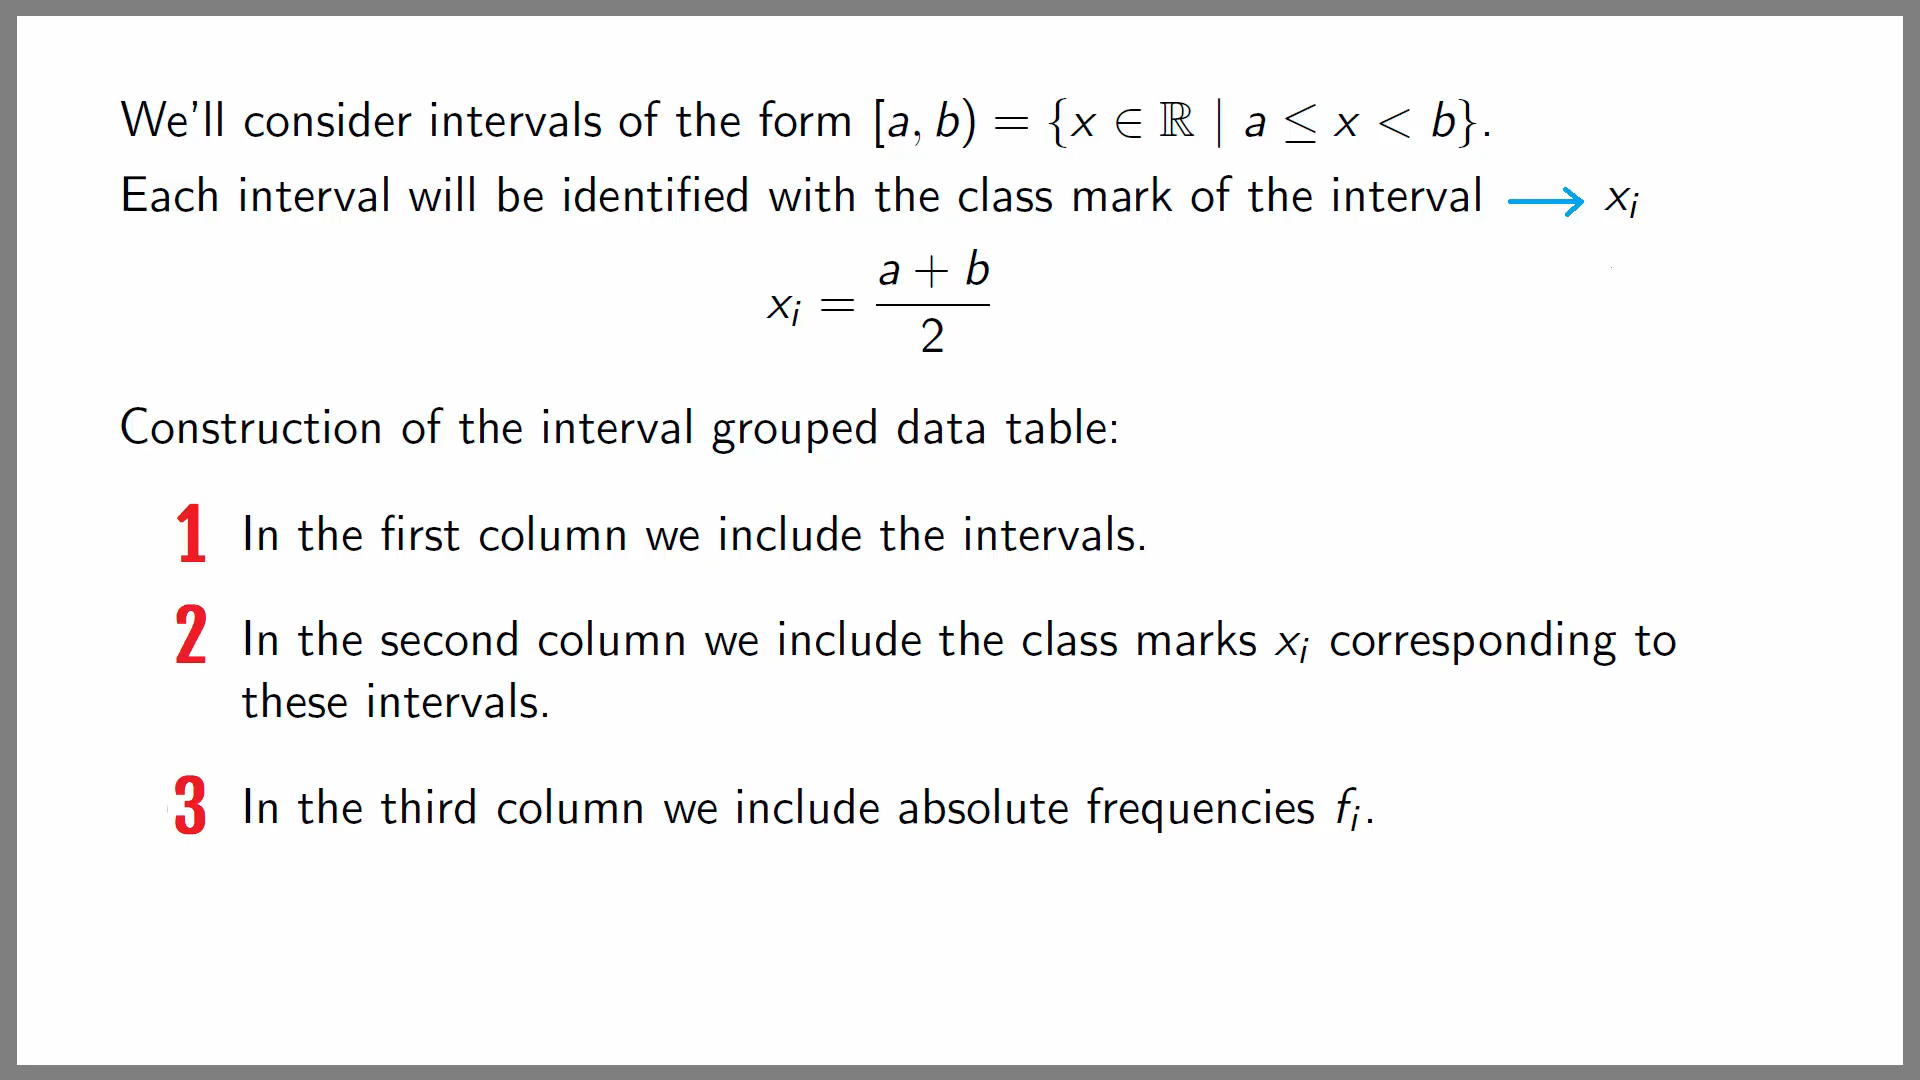 We'll consider intervals of the form [a, b) = {x ∈ ℝ | a ≤ x < b}.
Each interval will be identified with the class mark of the interval ⟶ xᵢ
xᵢ = (a + b)/2
Construction of the interval grouped data table:
1 In the first column we include the intervals.
2 In the second column we include the class marks xᵢ corresponding to
these intervals.
3 In the third column we include absolute frequencies fᵢ.